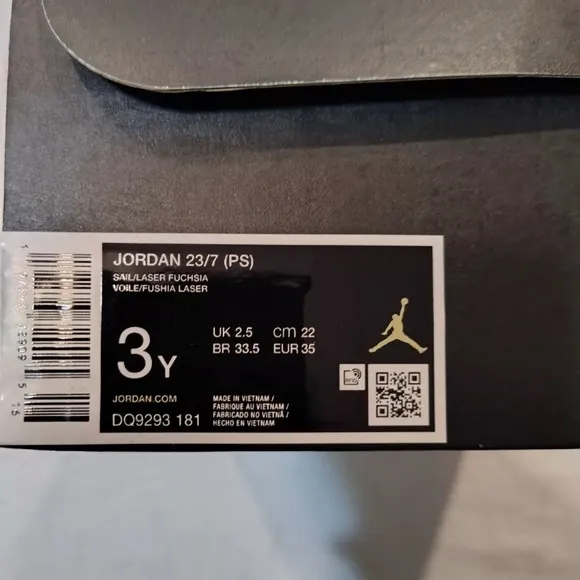 JORDAN 23/7 (PS)
SAIL/LASER FUCHSIA
VOILE/FUSHIA LASER
3Y
UK 2.5 CM 22
BR 33.5 EUR 35
JORDAN.COM
DQ9293 181
MADE IN VIETNAM /
FABRIQUE AU VIETNAM /
FABRICADO NO VIETNÃ /
HECHO EN VIETNAM
RFID